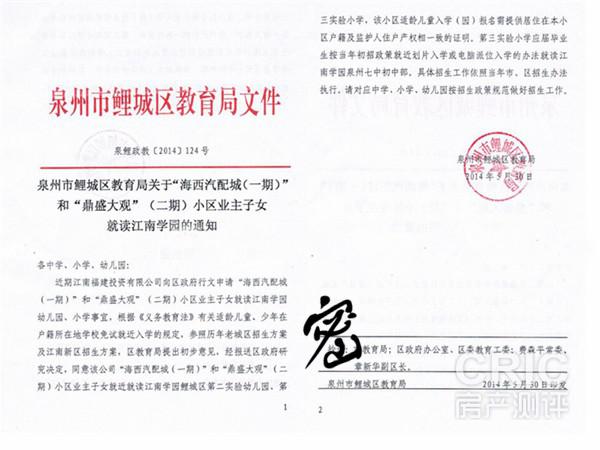 泉州市鲤城区教育局文件
泉鲤政教〔2014〕124号
泉州市鲤城区教育局关于“海西汽配城(一期)”
和“鼎盛大观”(二期)小区业主子女
就读江南学园的通知
各中学、小学、幼儿园:
近期江南福建投资有限公司向区政府行文申请“海西汽配城
(一期)”和“鼎盛大观”(二期)小区业主子女就读江南学园
幼儿园、小学事宜,根据《义务教育法》有关适龄儿童、少年在
户籍所在地学校免试就近入学的规定,参照历年老城区招生方案
及江南新区招生方案,区教育局提出初步意见,经报送区政府研
究决定,同意该公司“海西汽配城(一期)”和“鼎盛大观”(二
期)小区业主子女就近就读江南学园鲤城区第二实验幼儿园、第
1
三实验小学,该小区适龄儿童入学(园)报名需提供居住在本小
区户籍及监护人住户产权相一致的证明。第三实验小学应届毕业
生按当年初招政策就近划片入学或电脑派位入学的办法就读江
南学园泉州七中初中部,具体招生工作依照当年市、区招生办法
执行。请对应中学、小学、幼儿园按招生政策规范做好招生工作。
泉州市鲤城区教育局
2014年5月30日
教育局;区政府办公室、区委教育工委;费森平常委,
章新华副区长。
泉州市鲤城区教育局
2014年5月30日印发
2
CRIC
房产测评